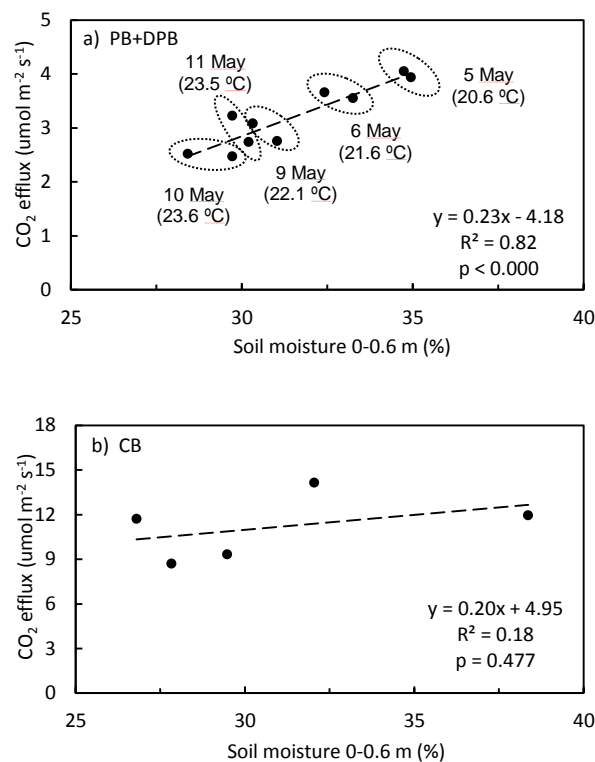 a) PB+DPB
5
4
3
2
1
0
CO₂ efflux (umol m⁻² s⁻¹)
11 May
(23.5 ºC)
5 May
(20.6 ºC)
6 May
(21.6 ºC)
9 May
(22.1 ºC)
10 May
(23.6 ºC)
y = 0.23x - 4.18
R² = 0.82
p < 0.000
25 30 35 40
Soil moisture 0-0.6 m (%)
b) CB
18
15
12
9
6
3
0
CO₂ efflux (umol m⁻² s⁻¹)
y = 0.20x + 4.95
R² = 0.18
p = 0.477
25 30 35 40
Soil moisture 0-0.6 m (%)